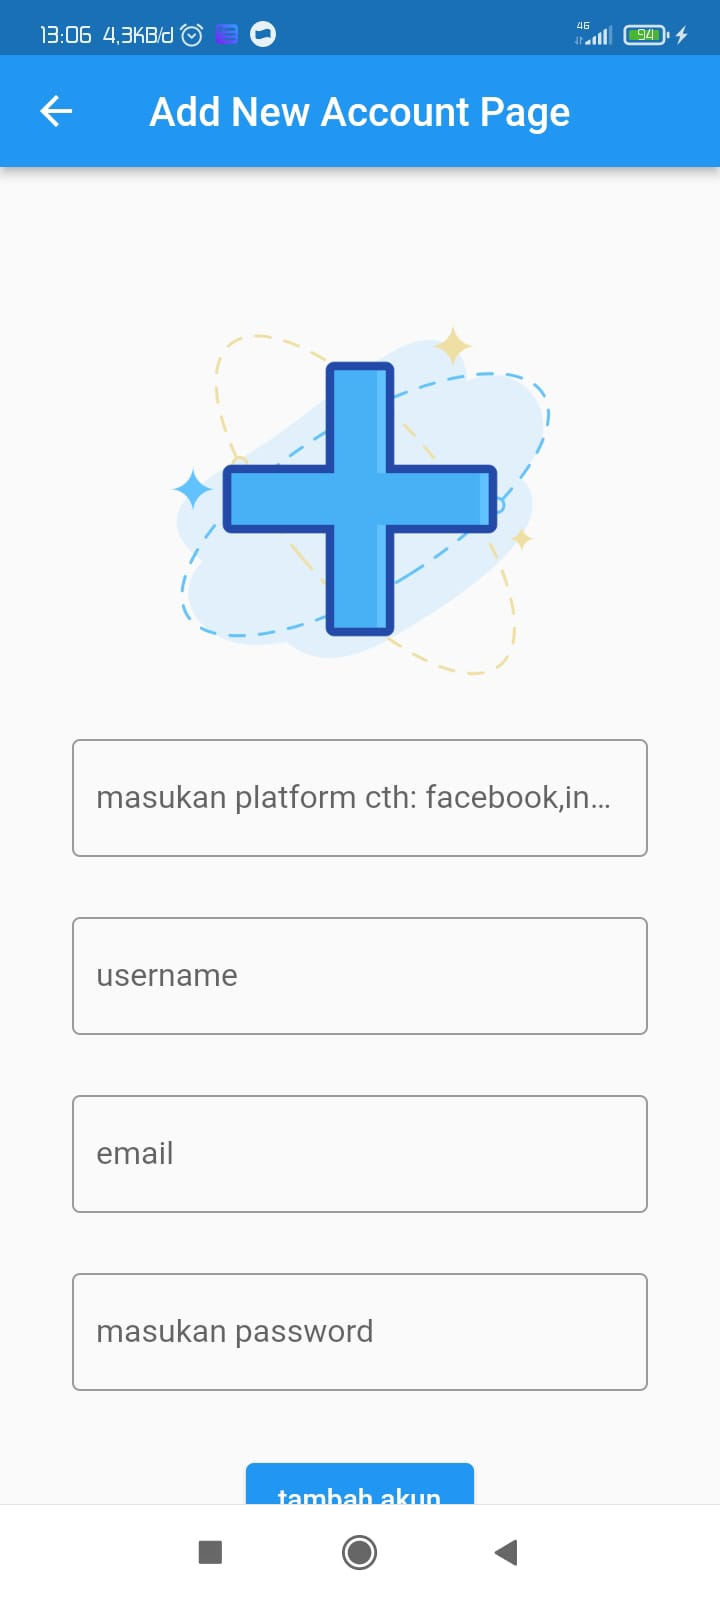 13:06 4,3KB/d
4G
94
Add New Account Page
masukan platform cth: facebook,in...
username
email
masukan password
tambah akun